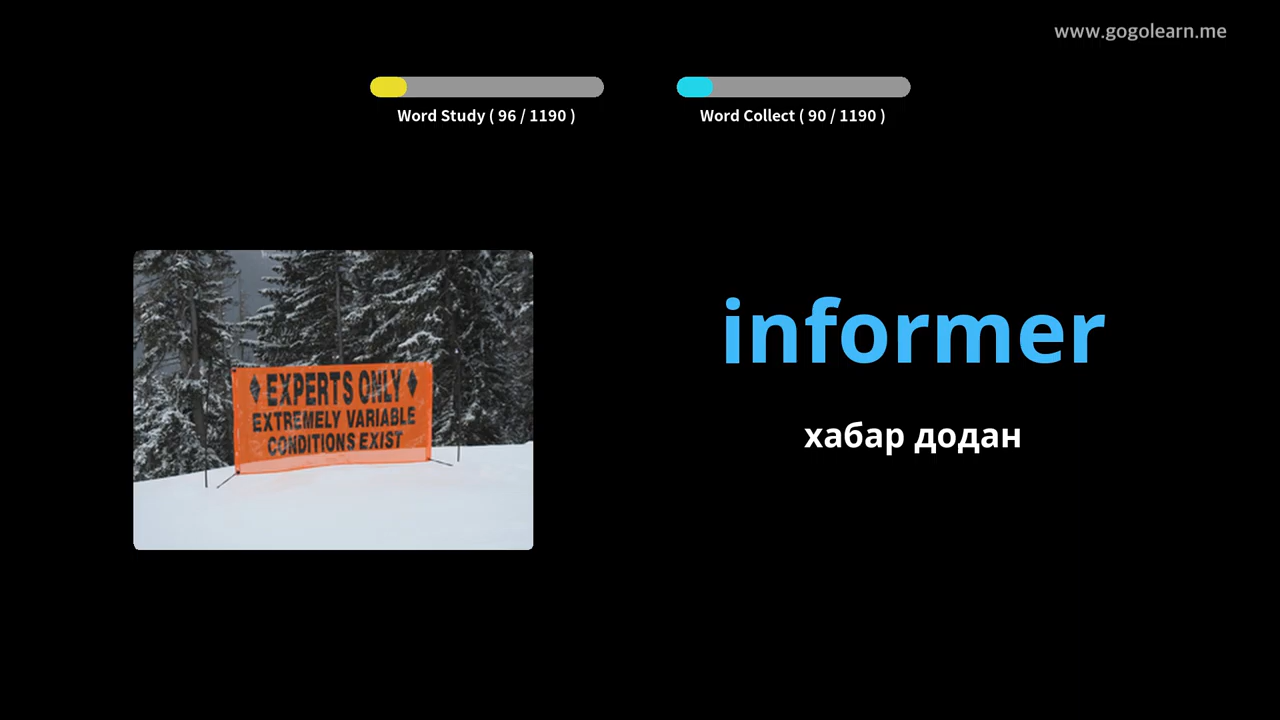 www.gogolearn.me
Word Study ( 96 / 1190 )
Word Collect ( 90 / 1190 )
EXPERTS ONLY
EXTREMELY VARIABLE
CONDITIONS EXIST
informer
хабар додан